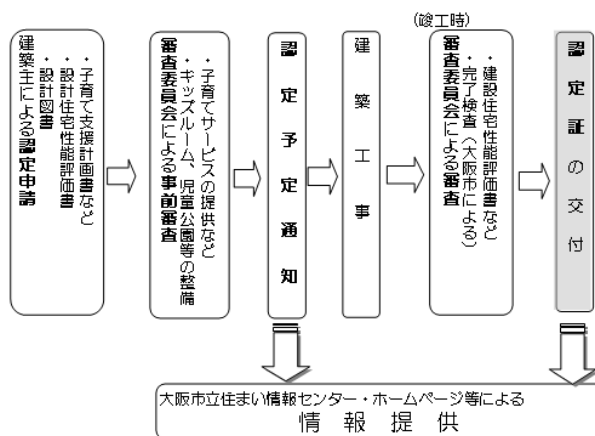 建築主による認定申請
・設計図書
・設計住宅性能評価書
・子育て支援計画書など
審査委員会による事前審査
・キッズルーム、児童公園等の整備
・子育てサービスの提供など
認定予定通知
建築工事
(竣工時)
審査委員会による審査
・完了検査（大阪市による）
・建設住宅性能評価書など
認定証の交付
大阪市立住まい情報センター・ホームページ等による
情報提供